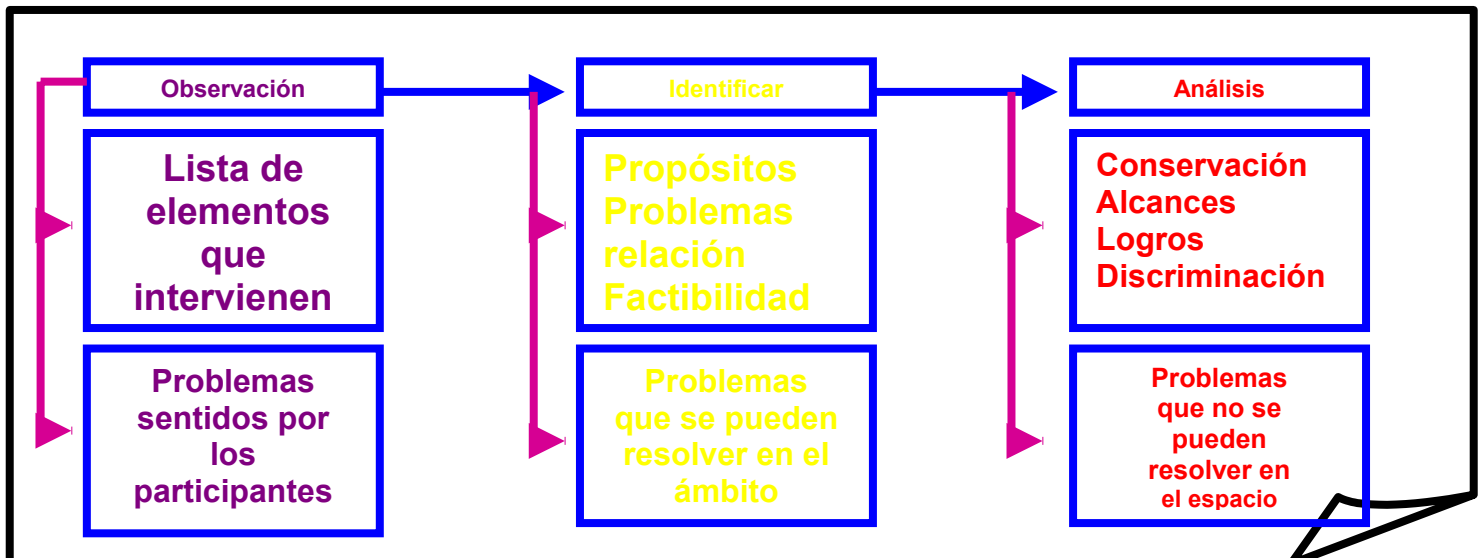 Observación
Identificar
Análisis
Lista de
elementos
que
intervienen
Propósitos
Problemas
relación
Factibilidad
Conservación
Alcances
Logros
Discriminación
Problemas
sentidos por
los
participantes
Problemas
que se pueden
resolver en el
ámbito
Problemas
que no se
pueden
resolver en
el espacio